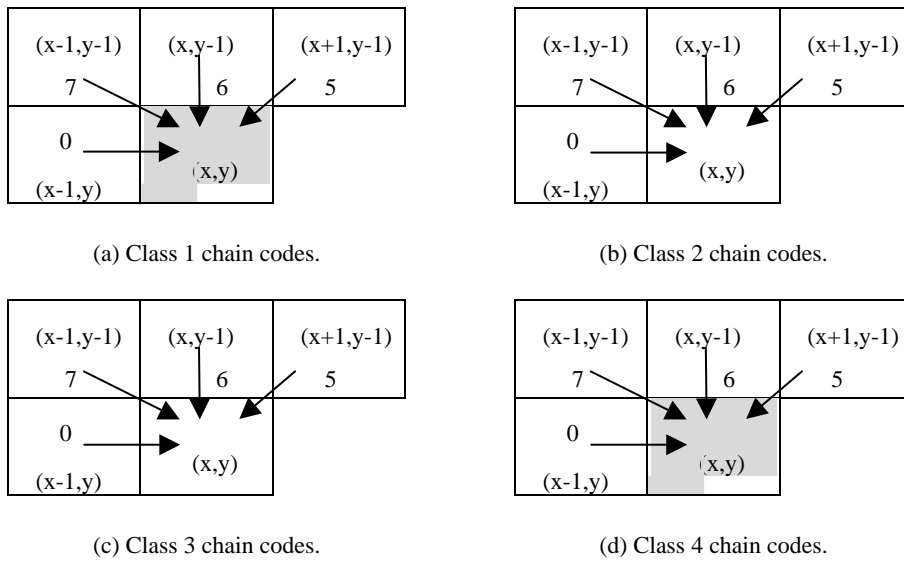 (x-1,y-1) (x,y-1) (x+1,y-1) (x-1,y-1) (x,y-1) (x+1,y-1)
7 6 5 7 6 5
0 0
(x,y) (x,y)
(x-1,y) (x-1,y)
(a) Class 1 chain codes. (b) Class 2 chain codes.
(x-1,y-1) (x,y-1) (x+1,y-1) (x-1,y-1) (x,y-1) (x+1,y-1)
7 6 5 7 6 5
0 0
(x,y) (x,y)
(x-1,y) (x-1,y)
(c) Class 3 chain codes. (d) Class 4 chain codes.